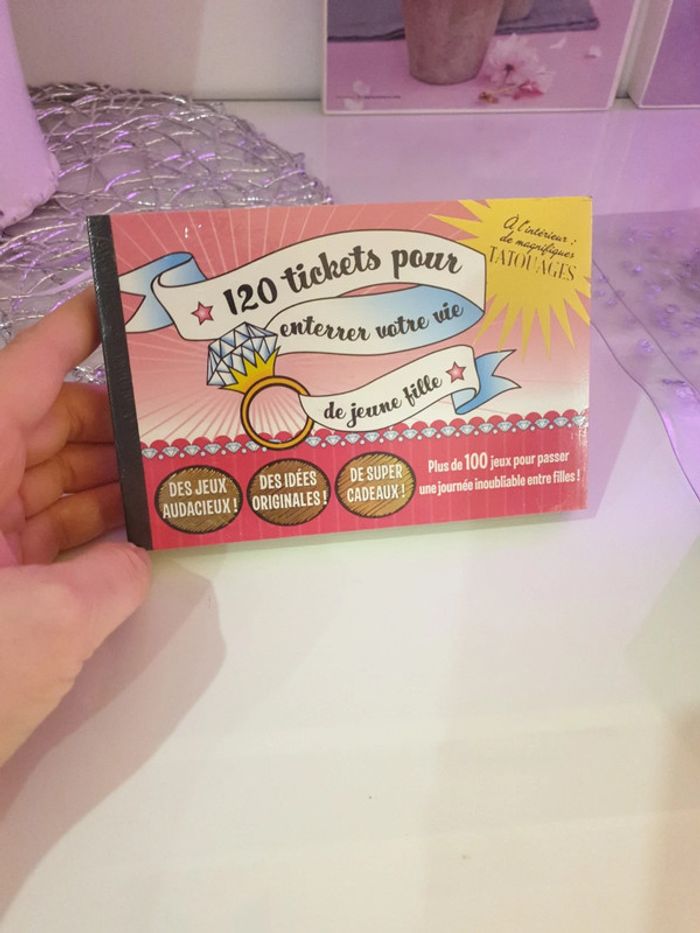 À l'intérieur :
de magnifiques
TATOUAGES
120 tickets pour
enterrer votre vie
de jeune fille
DES JEUX
AUDACIEUX !
DES IDÉES
ORIGINALES !
DE SUPER
CADEAUX !
Plus de 100 jeux pour passer
une journée inoubliable entre filles !